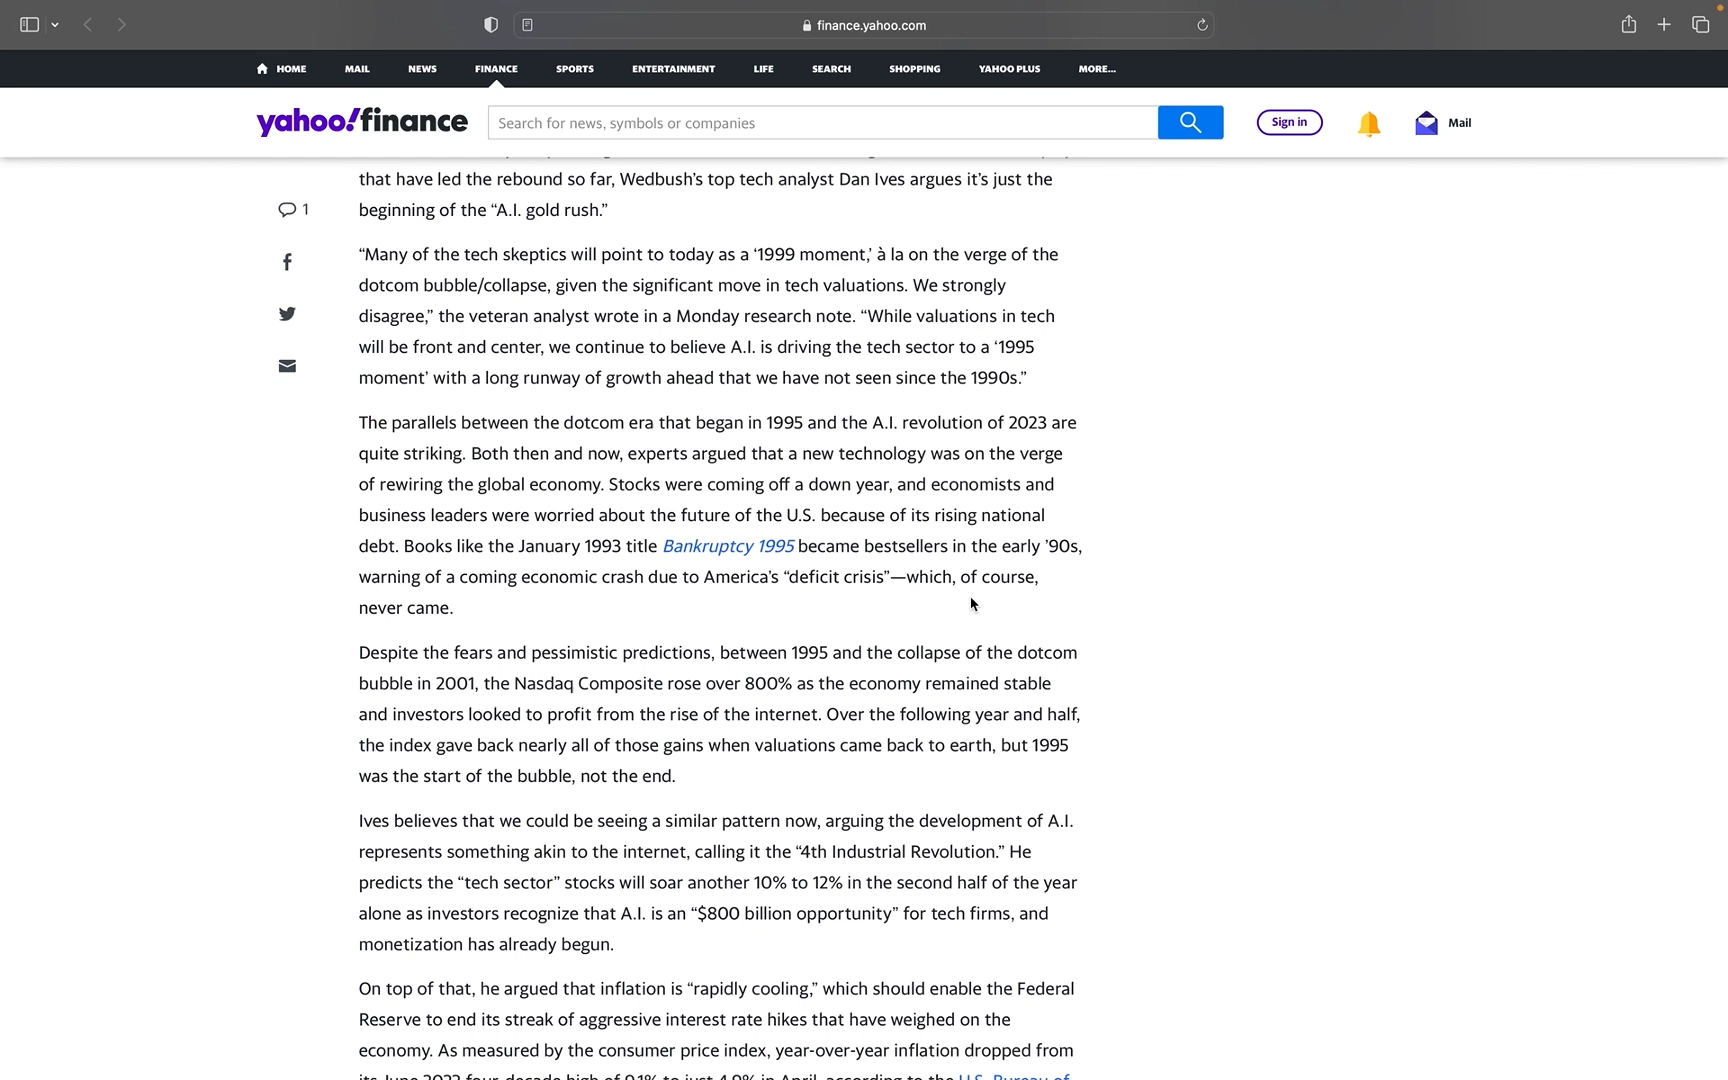 finance.yahoo.com
HOME MAIL NEWS FINANCE SPORTS ENTERTAINMENT LIFE SEARCH SHOPPING YAHOO PLUS MORE...
yahoo!finance Search for news, symbols or companies Sign in Mail
that have led the rebound so far, Wedbush’s top tech analyst Dan Ives argues it’s just the
1
beginning of the “A.I. gold rush.”
“Many of the tech skeptics will point to today as a ‘1999 moment,’ à la on the verge of the
dotcom bubble/collapse, given the significant move in tech valuations. We strongly
disagree,” the veteran analyst wrote in a Monday research note. “While valuations in tech
will be front and center, we continue to believe A.I. is driving the tech sector to a ‘1995
moment’ with a long runway of growth ahead that we have not seen since the 1990s.”
The parallels between the dotcom era that began in 1995 and the A.I. revolution of 2023 are
quite striking. Both then and now, experts argued that a new technology was on the verge
of rewiring the global economy. Stocks were coming off a down year, and economists and
business leaders were worried about the future of the U.S. because of its rising national
debt. Books like the January 1993 title Bankruptcy 1995 became bestsellers in the early ’90s,
warning of a coming economic crash due to America’s “deficit crisis”—which, of course,
never came.
Despite the fears and pessimistic predictions, between 1995 and the collapse of the dotcom
bubble in 2001, the Nasdaq Composite rose over 800% as the economy remained stable
and investors looked to profit from the rise of the internet. Over the following year and half,
the index gave back nearly all of those gains when valuations came back to earth, but 1995
was the start of the bubble, not the end.
Ives believes that we could be seeing a similar pattern now, arguing the development of A.I.
represents something akin to the internet, calling it the “4th Industrial Revolution.” He
predicts the “tech sector” stocks will soar another 10% to 12% in the second half of the year
alone as investors recognize that A.I. is an “$800 billion opportunity” for tech firms, and
monetization has already begun.
On top of that, he argued that inflation is “rapidly cooling,” which should enable the Federal
Reserve to end its streak of aggressive interest rate hikes that have weighed on the
economy. As measured by the consumer price index, year-over-year inflation dropped from
its June 2022 four-decade high of 9.1% to just 4.9% in April, according to the U.S. Bureau of